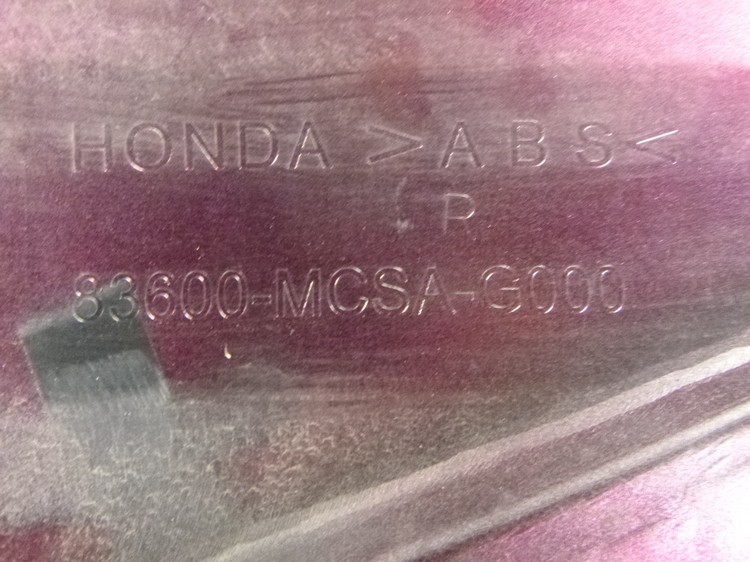 HONDA >ABS<
P
83600-MCSA-G000